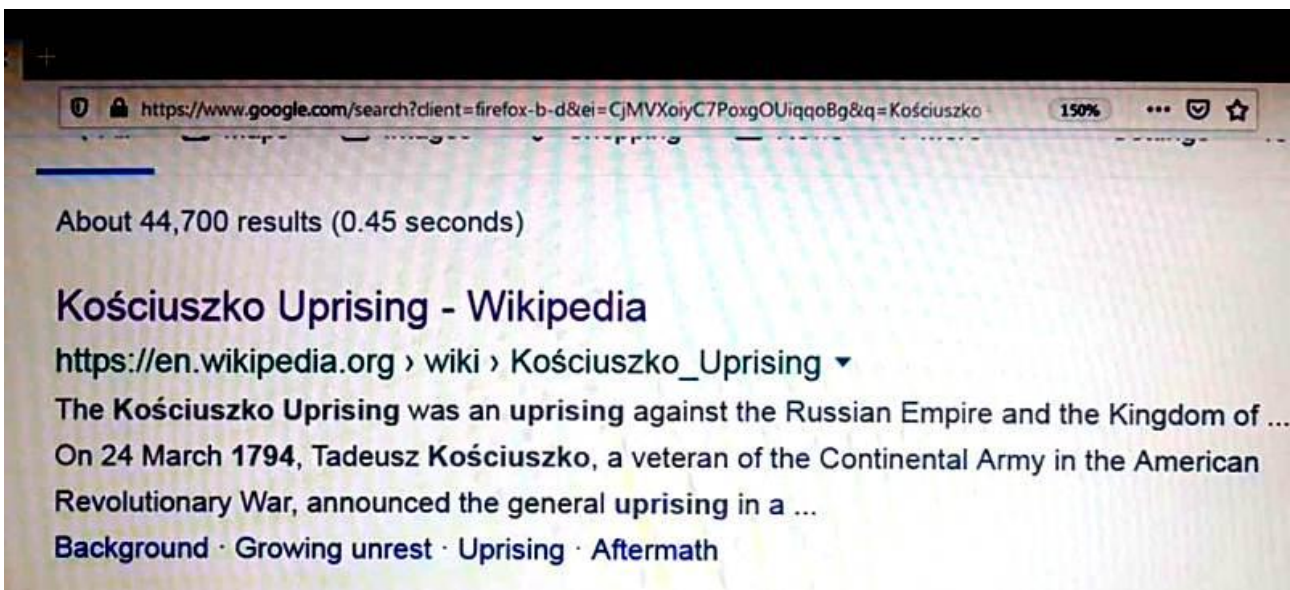 https://www.google.com/search?client=firefox-b-d&ei=CjMVXoiyC7PoxgOUiqqoBg&q=Kościuszko 150%
About 44,700 results (0.45 seconds)
Kościuszko Uprising - Wikipedia
https://en.wikipedia.org › wiki › Kościuszko_Uprising
The Kościuszko Uprising was an uprising against the Russian Empire and the Kingdom of ...
On 24 March 1794, Tadeusz Kościuszko, a veteran of the Continental Army in the American
Revolutionary War, announced the general uprising in a ...
Background · Growing unrest · Uprising · Aftermath